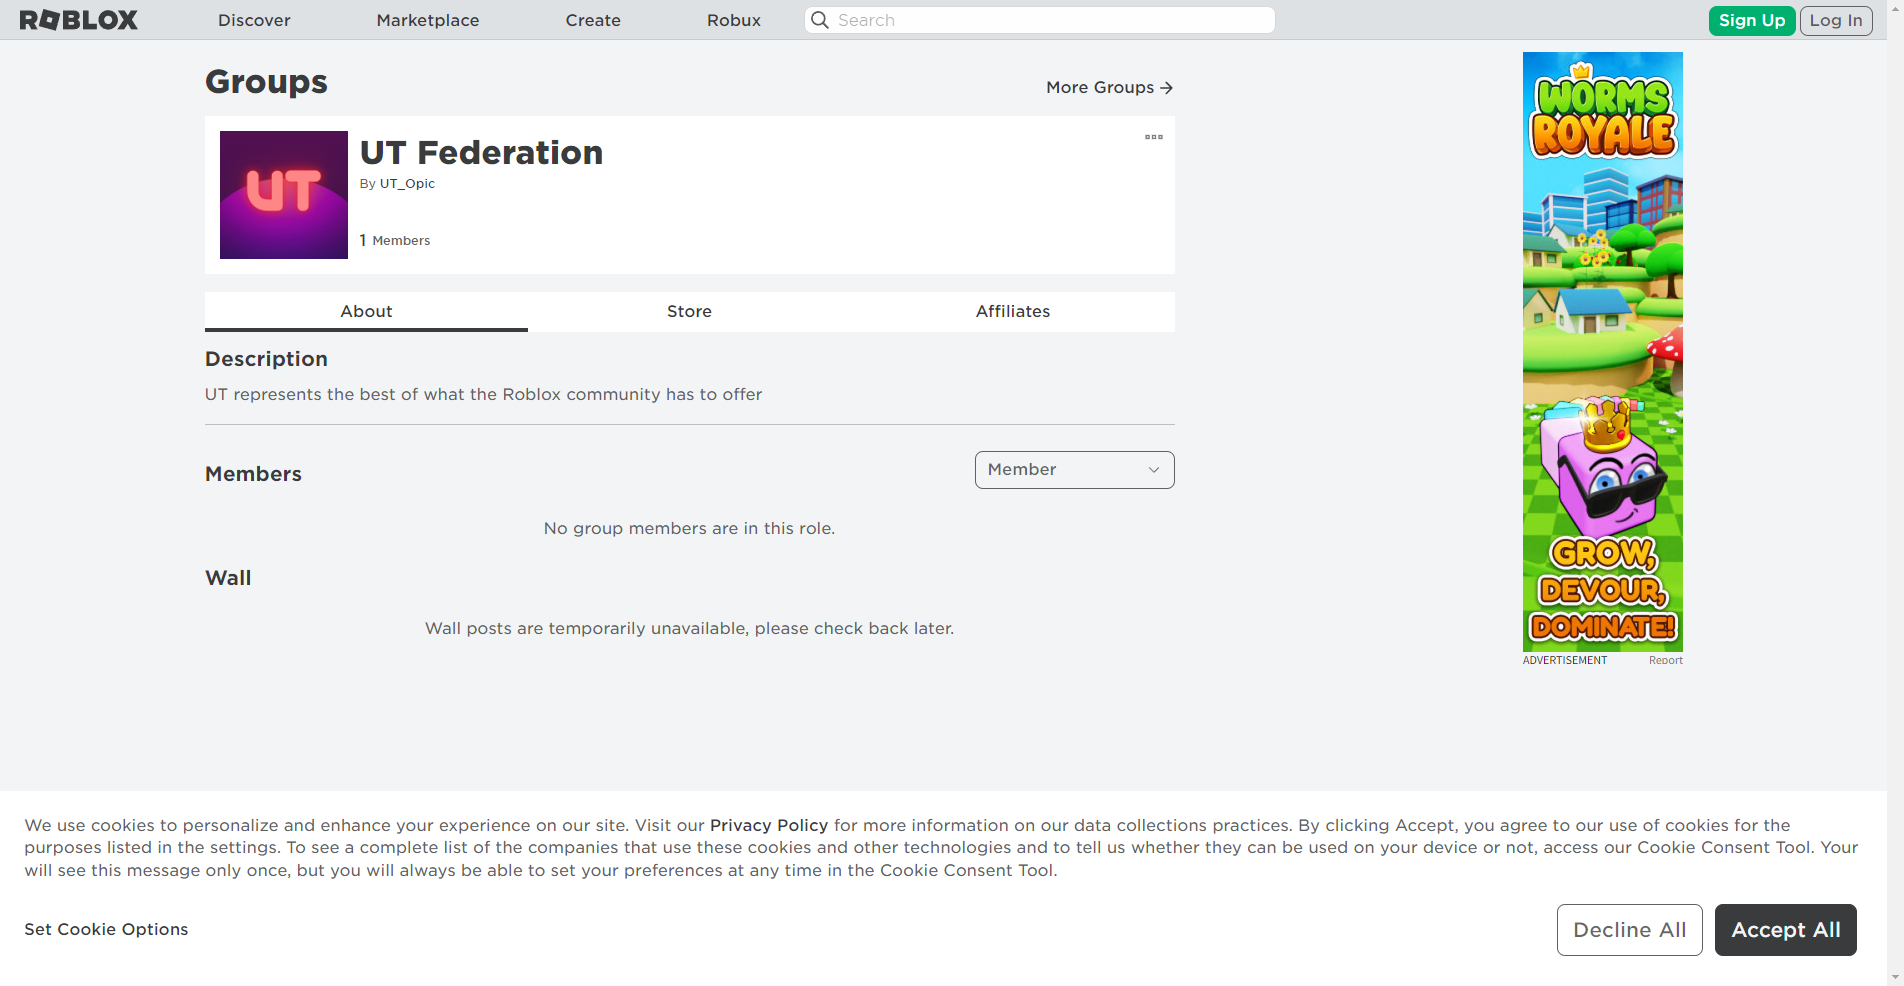 ROBLOX
Discover
Marketplace
Create
Robux
Search
Sign Up
Log In
Groups
More Groups
UT
UT Federation
By UT_Opic
1 Members
About
Store
Affiliates
Description
UT represents the best of what the Roblox community has to offer
Members
Member
No group members are in this role.
Wall
Wall posts are temporarily unavailable, please check back later.
WORMS
ROYALE
GROW,
DEVOUR,
DOMINATE!
ADVERTISEMENT
Report
We use cookies to personalize and enhance your experience on our site. Visit our Privacy Policy for more information on our data collections practices. By clicking Accept, you agree to our use of cookies for the
purposes listed in the settings. To see a complete list of the companies that use these cookies and other technologies and to tell us whether they can be used on your device or not, access our Cookie Consent Tool. Your
will see this message only once, but you will always be able to set your preferences at any time in the Cookie Consent Tool.
Set Cookie Options
Decline All
Accept All